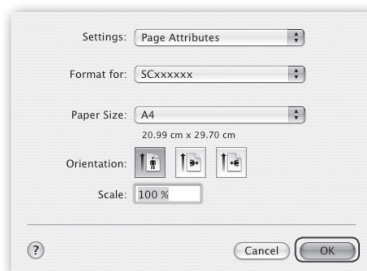 Settings: Page Attributes
Format for: SCxxxxxx
Paper Size: A4
20.99 cm x 29.70 cm
Orientation:
Scale: 100 %
? Cancel OK